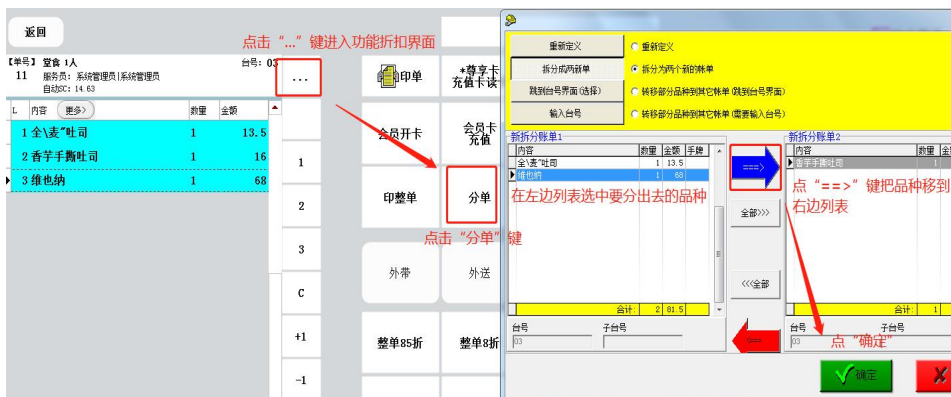 返回
点击 “...” 键进入功能折扣界面
【单号】 堂食 1人
台号：03
11 服务员：系统管理员|系统管理员
自动SC：14.63
...
L 内容 更多> 数量 金额
1 全\麦"吐司 1 13.5
2 香芋手撕吐司 1 16
3 维也纳 1 68
1
2
3
C
+1
-1
印单
*尊享卡
充值卡读
会员开卡
会员卡
充值
印整单
分单
点击 “分单” 键
外带
外送
整单85折
整单8折
重新定义
重新定义
拆分成两新单
拆分为两个新的帐单
跳到台号界面(选择)
转移部分品种到其它帐单(跳到台号界面)
输入台号
转移部分品种到其它帐单(需要输入台号)
新拆分账单1
内容 数量 金额 手牌
全\麦"吐司 1 13.5
维也纳 1 68
在左边列表选中要分出去的品种
合计: 2 81.5
台号 子台号
03
===>
全部>>>
<<<全部
新拆分账单2
内容 数量
香芋手撕吐司 1
点 “==>” 键把品种移到
右边列表
合计: 1
台号 子台号
03
点 “确定”
确定